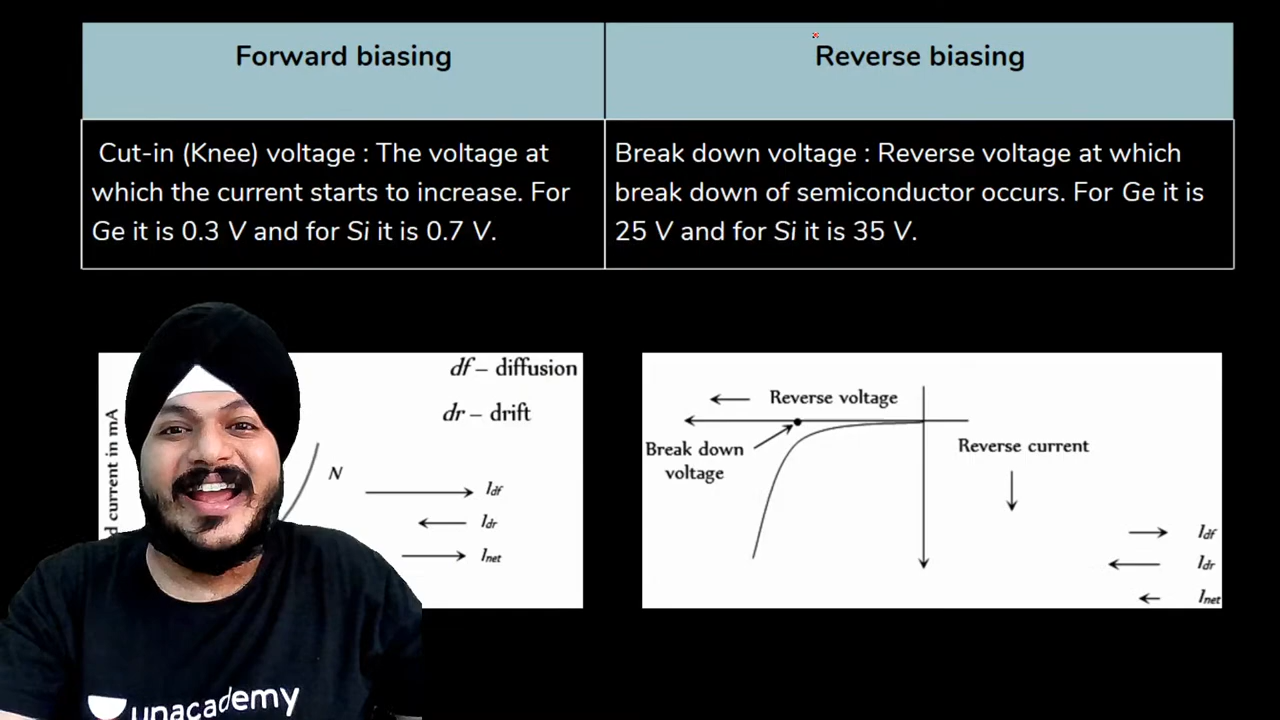 Forward biasing
Reverse biasing
Cut-in (Knee) voltage : The voltage at
which the current starts to increase. For
Ge it is 0.3 V and for Si it is 0.7 V.
Break down voltage : Reverse voltage at which
break down of semiconductor occurs. For Ge it is
25 V and for Si it is 35 V.
df – diffusion
dr – drift
current in mA
N
Idf
Idr
Inet
Reverse voltage
Break down
voltage
Reverse current
Idf
Idr
Inet
unacademy